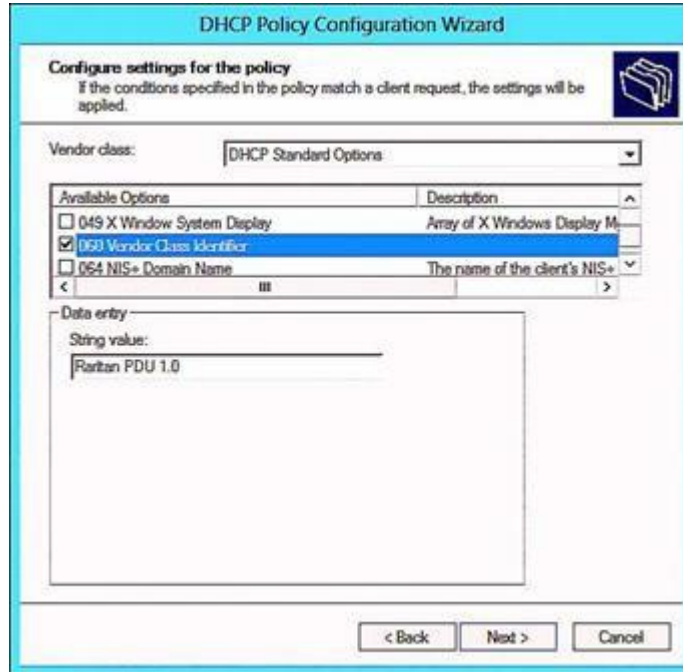 DHCP Policy Configuration Wizard
Configure settings for the policy
If the conditions specified in the policy match a client request, the settings will be
applied.
Vendor class:
DHCP Standard Options
Available Options
Description
049 X Window System Display
Array of X Windows Display M
060 Vendor Class Identifier
064 NIS+ Domain Name
The name of the client's NIS+
Data entry
String value:
Raritan PDU 1.0
< Back
Next >
Cancel